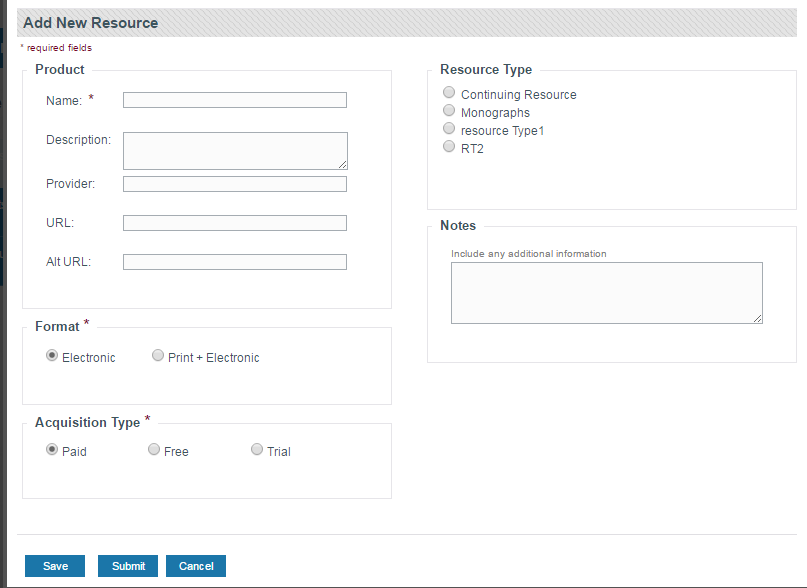 Add New Resource
* required fields
Product
Name: *
Description:
Provider:
URL:
Alt URL:
Format *
Electronic
Print + Electronic
Acquisition Type *
Paid
Free
Trial
Resource Type
Continuing Resource
Monographs
resource Type1
RT2
Notes
Include any additional information
Save
Submit
Cancel